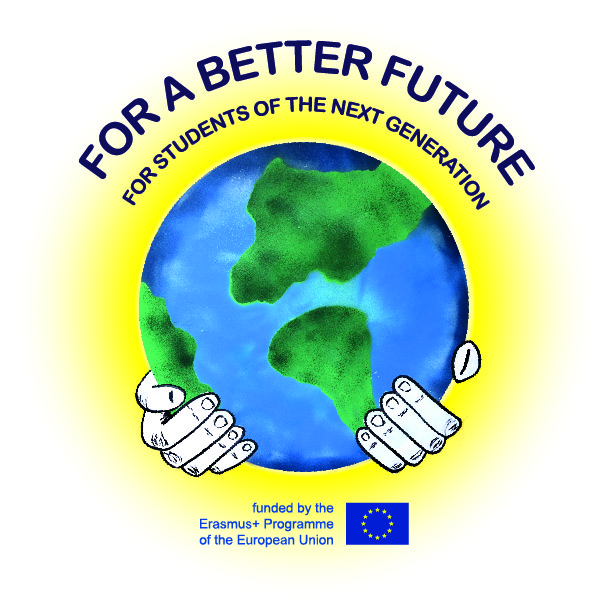 FOR A BETTER FUTURE
FOR STUDENTS OF THE NEXT GENERATION
funded by the
Erasmus+ Programme
of the European Union